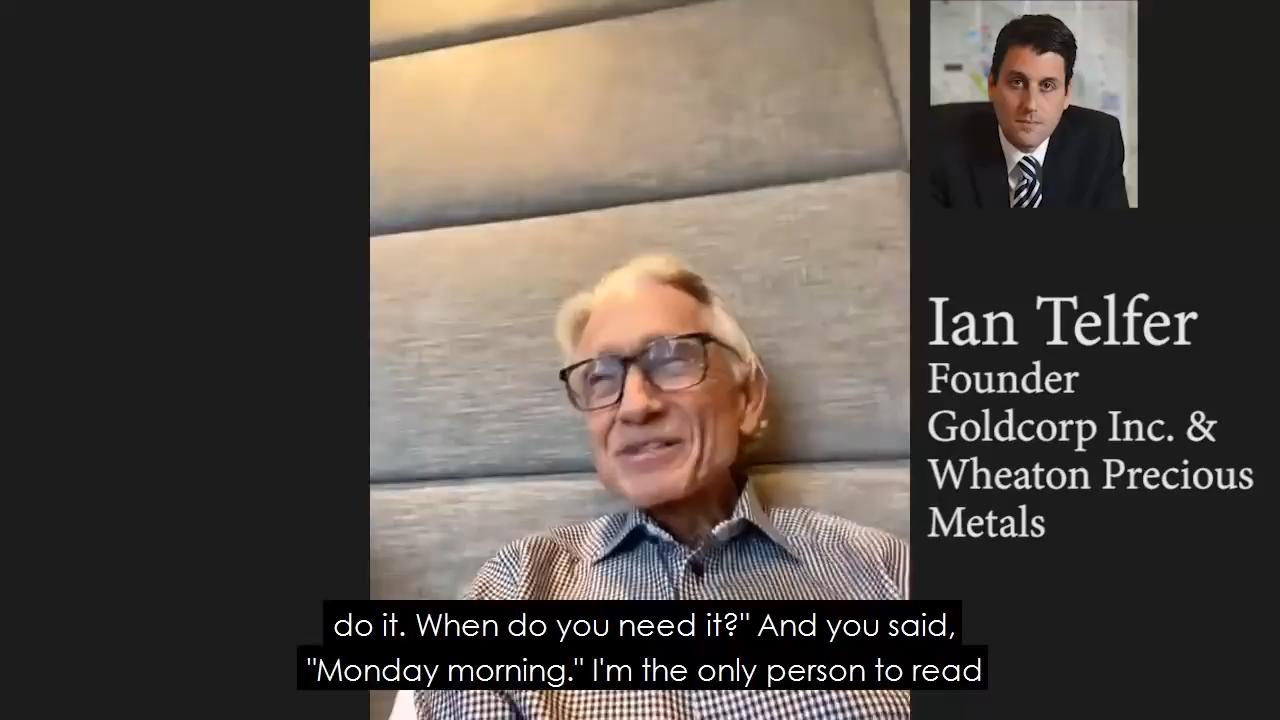 Ian Telfer
Founder
Goldcorp Inc. &
Wheaton Precious
Metals
do it. When do you need it?" And you said,
"Monday morning." I'm the only person to read